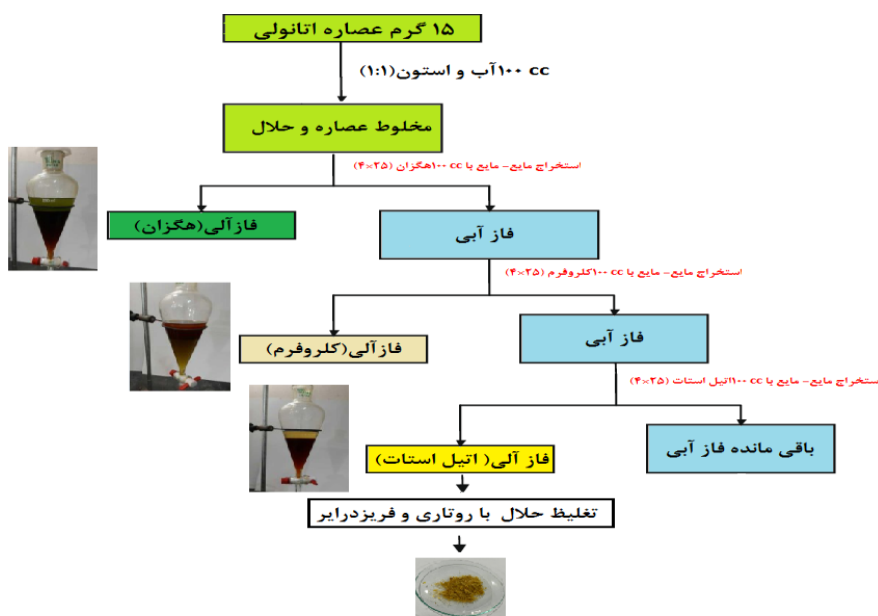 ۱۵ گرم عصاره اتانولی
۱۰۰ cc آب و استون(۱:۱)
مخلوط عصاره و حلال
استخراج مایع- مایع با ۱۰۰ cc هگزان (۲۵×۴)
فازآلی(هگزان)
فاز آبی
استخراج مایع- مایع با ۱۰۰ cc کلروفرم (۲۵×۴)
فازآلی(کلروفرم)
فاز آبی
ستخراج مایع- مایع با ۱۰۰ cc اتیل استات (۲۵×۴)
فاز آلی( اتیل استات)
باقی مانده فاز آبی
تغلیظ حلال با روتاری و فریزدرایر